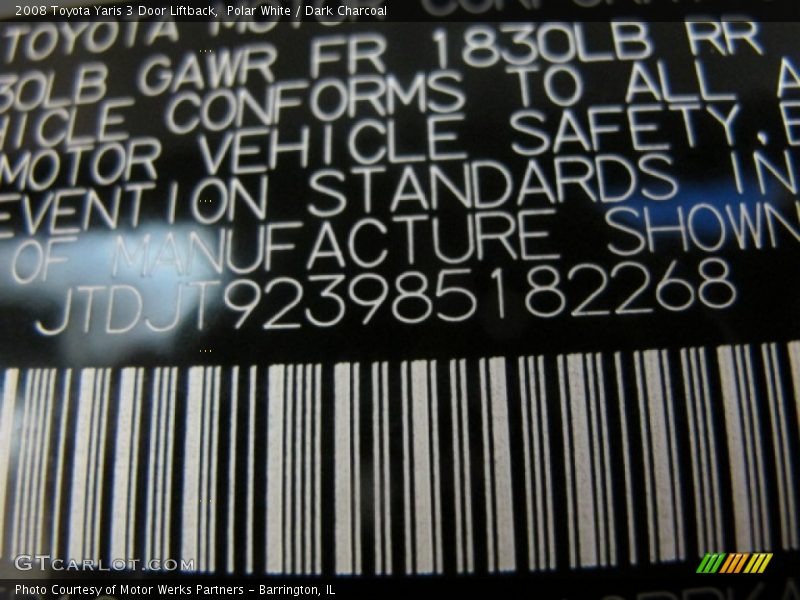 2008 Toyota Yaris 3 Door Liftback,  Polar White / Dark Charcoal
TOYOTA MOTO
30LB GAWR FR 1830LB RR
HICLE CONFORMS TO ALL A
MOTOR VEHICLE SAFETY,
EVENTION STANDARDS IN
OF MANUFACTURE SHOWN
JTDJT923985182268
GTCARLOT.COM
Photo Courtesy of Motor Werks Partners - Barrington, IL